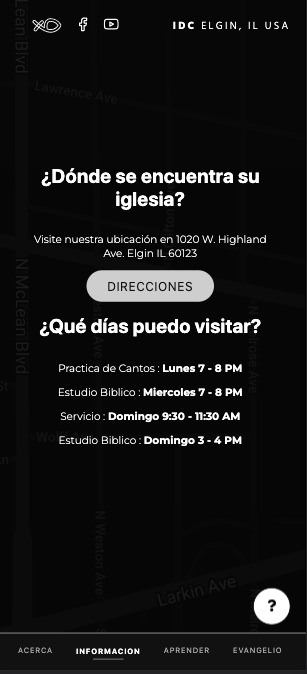 IDC ELGIN, IL USA
Lean Blvd
Lawrence Ave
¿Dónde se encuentra su
iglesia?
Visite nuestra ubicación en 1020 W. Highland
Ave. Elgin IL 60123
DIRECCIONES
¿Qué días puedo visitar?
N McLean Blvd
Practica de Cantos : Lunes 7 - 8 PM
Estudio Biblico : Miercoles 7 - 8 PM
Servicio : Domingo 9:30 - 11:30 AM
Estudio Biblico : Domingo 3 - 4 PM
N Weston Ave
Larkin Ave
?
ACERCA INFORMACION APRENDER EVANGELIO